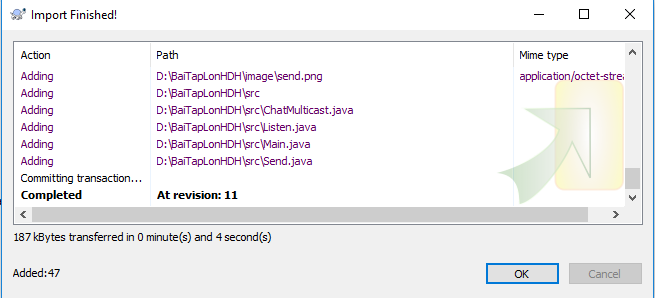 Import Finished!
Action Path Mime type
Adding D:\BaiTapLonHDH\image\send.png application/octet-strea
Adding D:\BaiTapLonHDH\src
Adding D:\BaiTapLonHDH\src\ChatMulticast.java
Adding D:\BaiTapLonHDH\src\Listen.java
Adding D:\BaiTapLonHDH\src\Main.java
Adding D:\BaiTapLonHDH\src\Send.java
Committing transaction...
Completed At revision: 11
187 kBytes transferred in 0 minute(s) and 4 second(s)
Added:47
OK Cancel